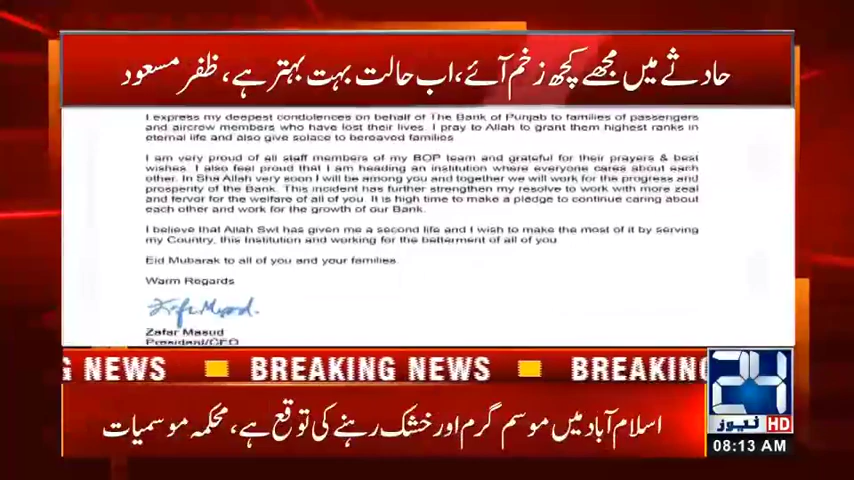 حادثے میں مجھے کچھ زخم آئے، اب حالت بہت بہتر ہے، ظفر مسعود
I express my deepest condolences on behalf of The Bank of Punjab to families of passengers
and aircrew members who have lost their lives. I pray to Allah to grant them highest ranks in
eternal life and also give solace to bereaved families
I am very proud of all staff members of my BOP team and grateful for their prayers & best
wishes. I also feel proud that I am heading an institution where everyone cares about each
other. In Sha Allah very soon I will be among you and together we will work for the progress and
prosperity of the Bank. This incident has further strengthen my resolve to work with more zeal
and fervor for the welfare of all of you. It is high time to make a pledge to continue caring about
each other and work for the growth of our Bank.
I believe that Allah Swt has given me a second life and I wish to make the most of it by serving
my Country, this Institution and working for the betterment of all of you
Eid Mubarak to all of you and your families.
Warm Regards
Zafar Masud
Zafar Masud
President/CEO
G NEWS BREAKING NEWS BREAKING
24
نیوز HD
اسلام آباد میں موسم گرم اور خشک رہنے کی توقع ہے، محکمہ موسمیات
08:13 AM